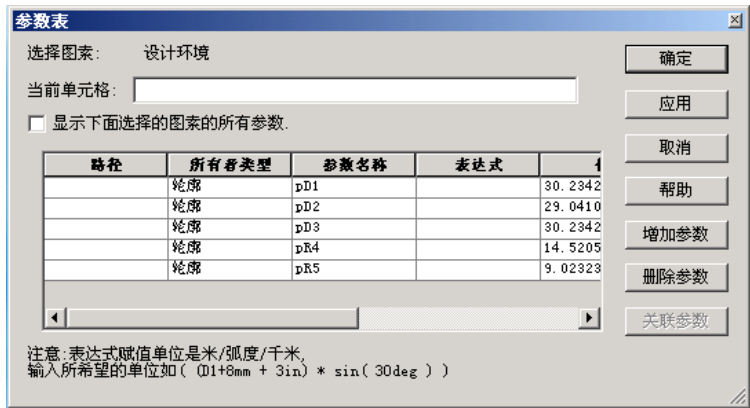 参数表
选择图素: 设计环境
确定
当前单元格:
应用
显示下面选择的图素的所有参数.
取消
路径 所有者类型 参数名称 表达式
轮廓 pD1 30.2342
轮廓 pD2 29.0410
轮廓 pD3 30.2342
轮廓 pR4 14.5205
轮廓 pR5 9.02323
帮助
增加参数
删除参数
关联参数
注意:表达式赋值单位是米/弧度/千米,
输入所希望的单位如( (D1+8mm + 3in) * sin( 30deg ) )